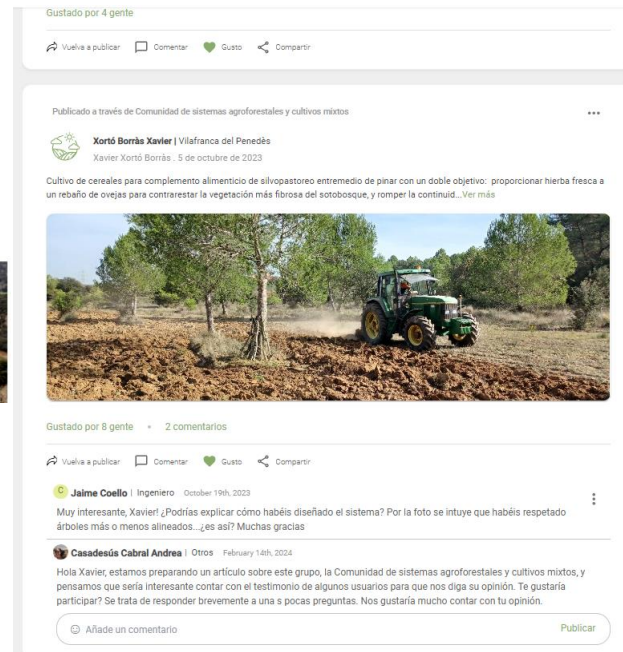 Gustado por 4 gente
Vuelva a publicar Comentar Gusto Compartir
Publicado a través de Comunidad de sistemas agroforestales y cultivos mixtos
Xortó Borràs Xavier | Vilafranca del Penedès
Xavier Xortó Borràs . 5 de octubre de 2023
Cultivo de cereales para complemento alimenticio de silvopastoreo entremedio de pinar con un doble objetivo: proporcionar hierba fresca a
un rebaño de ovejas para contrarestar la vegetación más fibrosa del sotobosque, y romper la continuid...Ver más
Gustado por 8 gente • 2 comentarios
Vuelva a publicar Comentar Gusto Compartir
C Jaime Coello | Ingeniero October 19th, 2023
Muy interesante, Xavier! ¿Podrías explicar cómo habéis diseñado el sistema? Por la foto se intuye que habéis respetado
árboles más o menos alineados...¿es así? Muchas gracias
Casadesús Cabral Andrea | Otros February 14th, 2024
Hola Xavier, estamos preparando un artículo sobre este grupo, la Comunidad de sistemas agroforestales y cultivos mixtos, y
pensamos que sería interesante contar con el testimonio de algunos usuarios para que nos diga su opinión. Te gustaría
participar? Se trata de responder brevemente a una s pocas preguntas. Nos gustaría mucho contar con tu opinión.
Añade un comentario Publicar